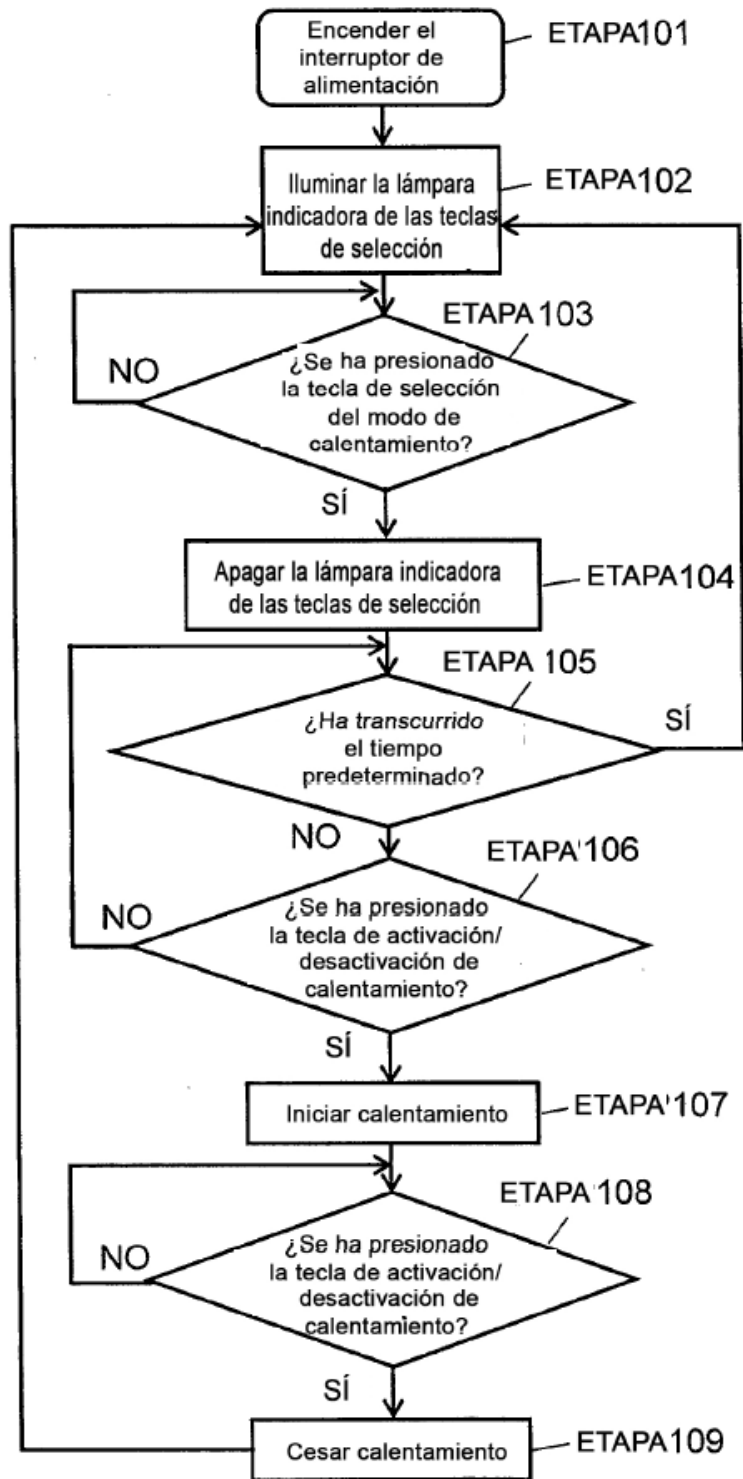 Encender el
interruptor de
alimentación
ETAPA101
Iluminar la lámpara
indicadora de las teclas
de selección
ETAPA102
ETAPA103
¿Se ha presionado
la tecla de selección
del modo de
calentamiento?
NO
SÍ
Apagar la lámpara indicadora
de las teclas de selección
ETAPA104
ETAPA 105
¿Ha transcurrido
el tiempo
predeterminado?
SÍ
NO
ETAPA'106
¿Se ha presionado
la tecla de activación/
desactivación de
calentamiento?
NO
SÍ
Iniciar calentamiento
ETAPA'107
ETAPA'108
¿Se ha presionado
la tecla de activación/
desactivación de
calentamiento?
NO
SÍ
Cesar calentamiento
ETAPA109